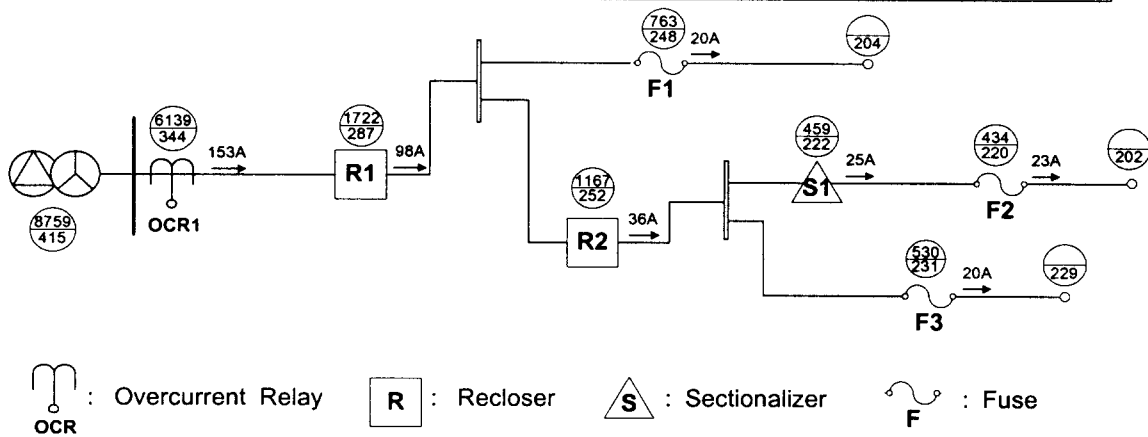 763
248
20A
204
F1
6139
344
153A
OCR1
8759
415
1722
287
R1
98A
1167
252
R2
36A
459
222
S1
25A
434
220
F2
23A
202
530
231
F3
20A
229
OCR : Overcurrent Relay
R : Recloser
S : Sectionalizer
F : Fuse